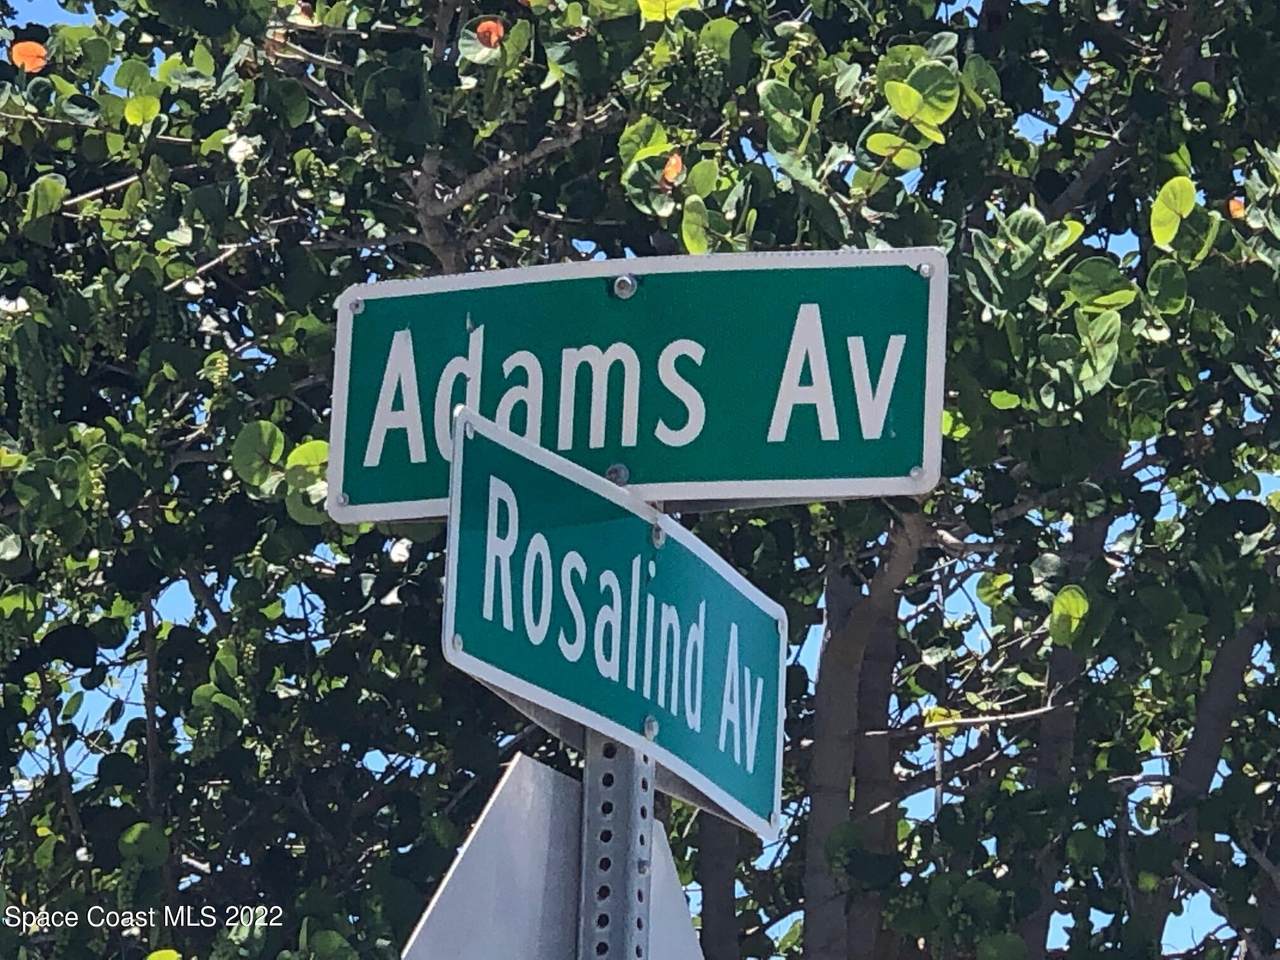 Adams Av
Rosalind Av
Space Coast MLS 2022